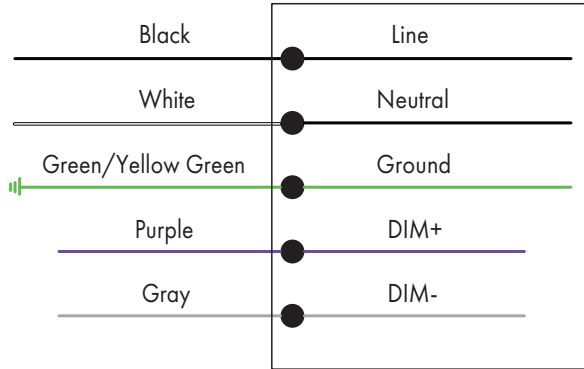 Black Line
White Neutral
Green/Yellow Green Ground
Purple DIM+
Gray DIM-